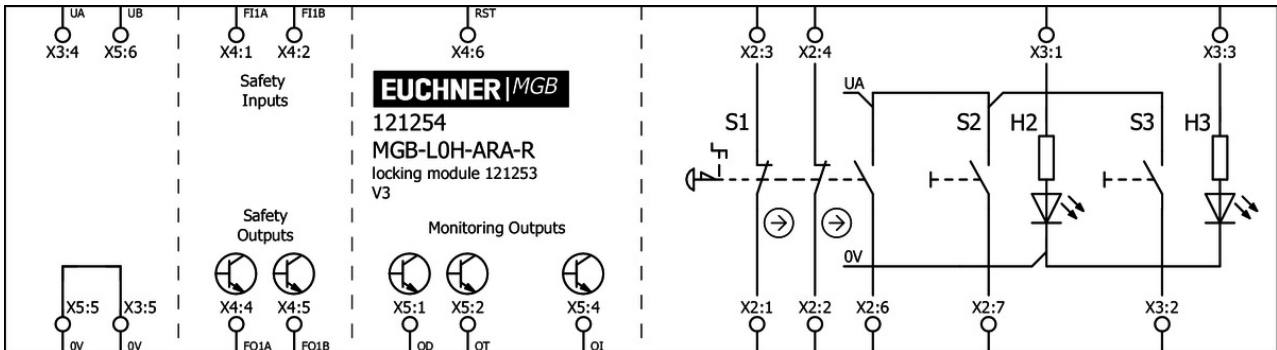 UA UB FI1A FI1B RST
X3:4 X5:6 X4:1 X4:2 X4:6 X2:3 X2:4 X3:1 X3:3
Safety
Inputs
EUCHNER|MGB
121254
MGB-L0H-ARA-R
locking module 121253
V3
UA
S1 S2 H2 S3 H3
Safety
Outputs
Monitoring Outputs
0V
X5:5 X3:5 X4:4 X4:5 X5:1 X5:2 X5:4 X2:1 X2:2 X2:6 X2:7 X3:2
0V 0V FO1A FO1B OD OT OI